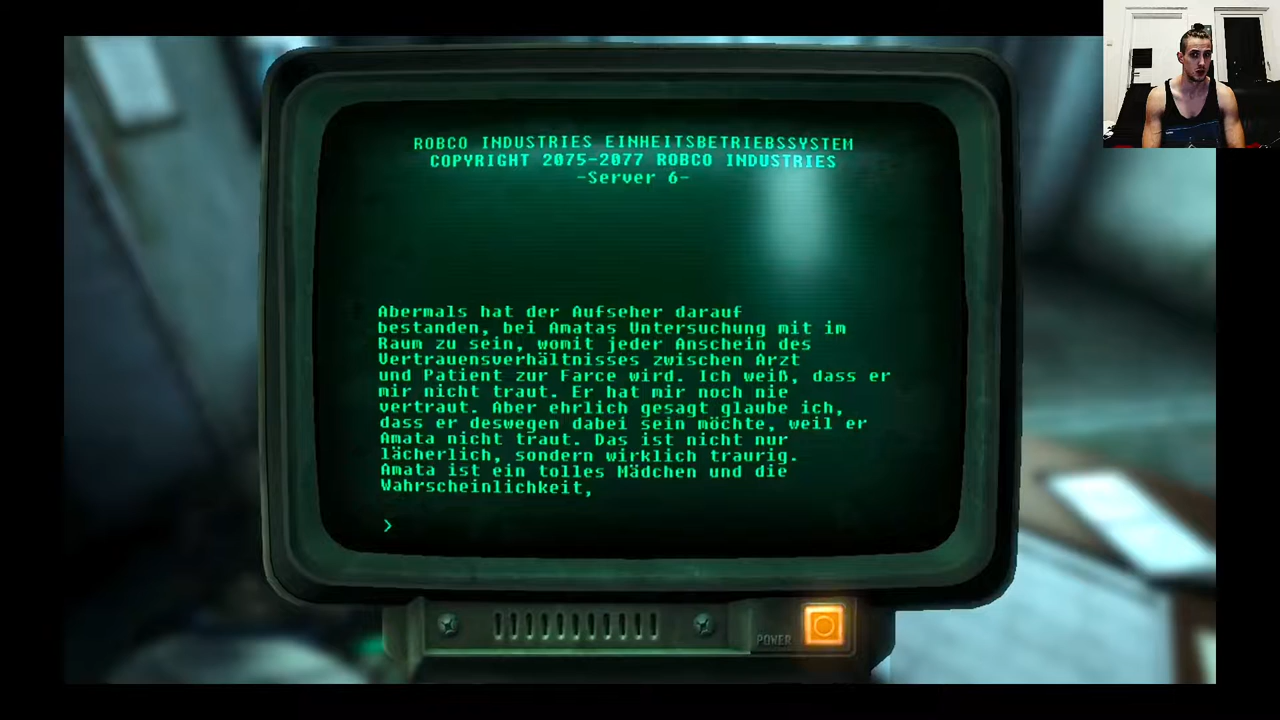 ROBCO INDUSTRIES EINHEITSBETRIEBSSYSTEM
COPYRIGHT 2075-2077 ROBCO INDUSTRIES
-Server 6-
Abermals hat der Aufseher darauf
bestanden, bei Amatas Untersuchung mit im
Raum zu sein, womit jeder Anschein des
Vertrauensverhältnisses zwischen Arzt
und Patient zur Farce wird. Ich weiß, dass er
mir nicht traut. Er hat mir noch nie
vertraut. Aber ehrlich gesagt glaube ich,
dass er deswegen dabei sein möchte, weil er
Amata nicht traut. Das ist nicht nur
lächerlich, sondern wirklich traurig.
Amata ist ein tolles Mädchen und die
Wahrscheinlichkeit,
>
POWER